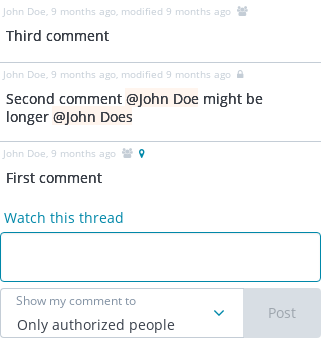 John Doe, 9 months ago, modified 9 months ago
Third comment
John Doe, 9 months ago, modified 9 months ago
Second comment @John Doe might be
longer @John Does
John Doe, 9 months ago
First comment
Watch this thread
Show my comment to
Only authorized people
Post